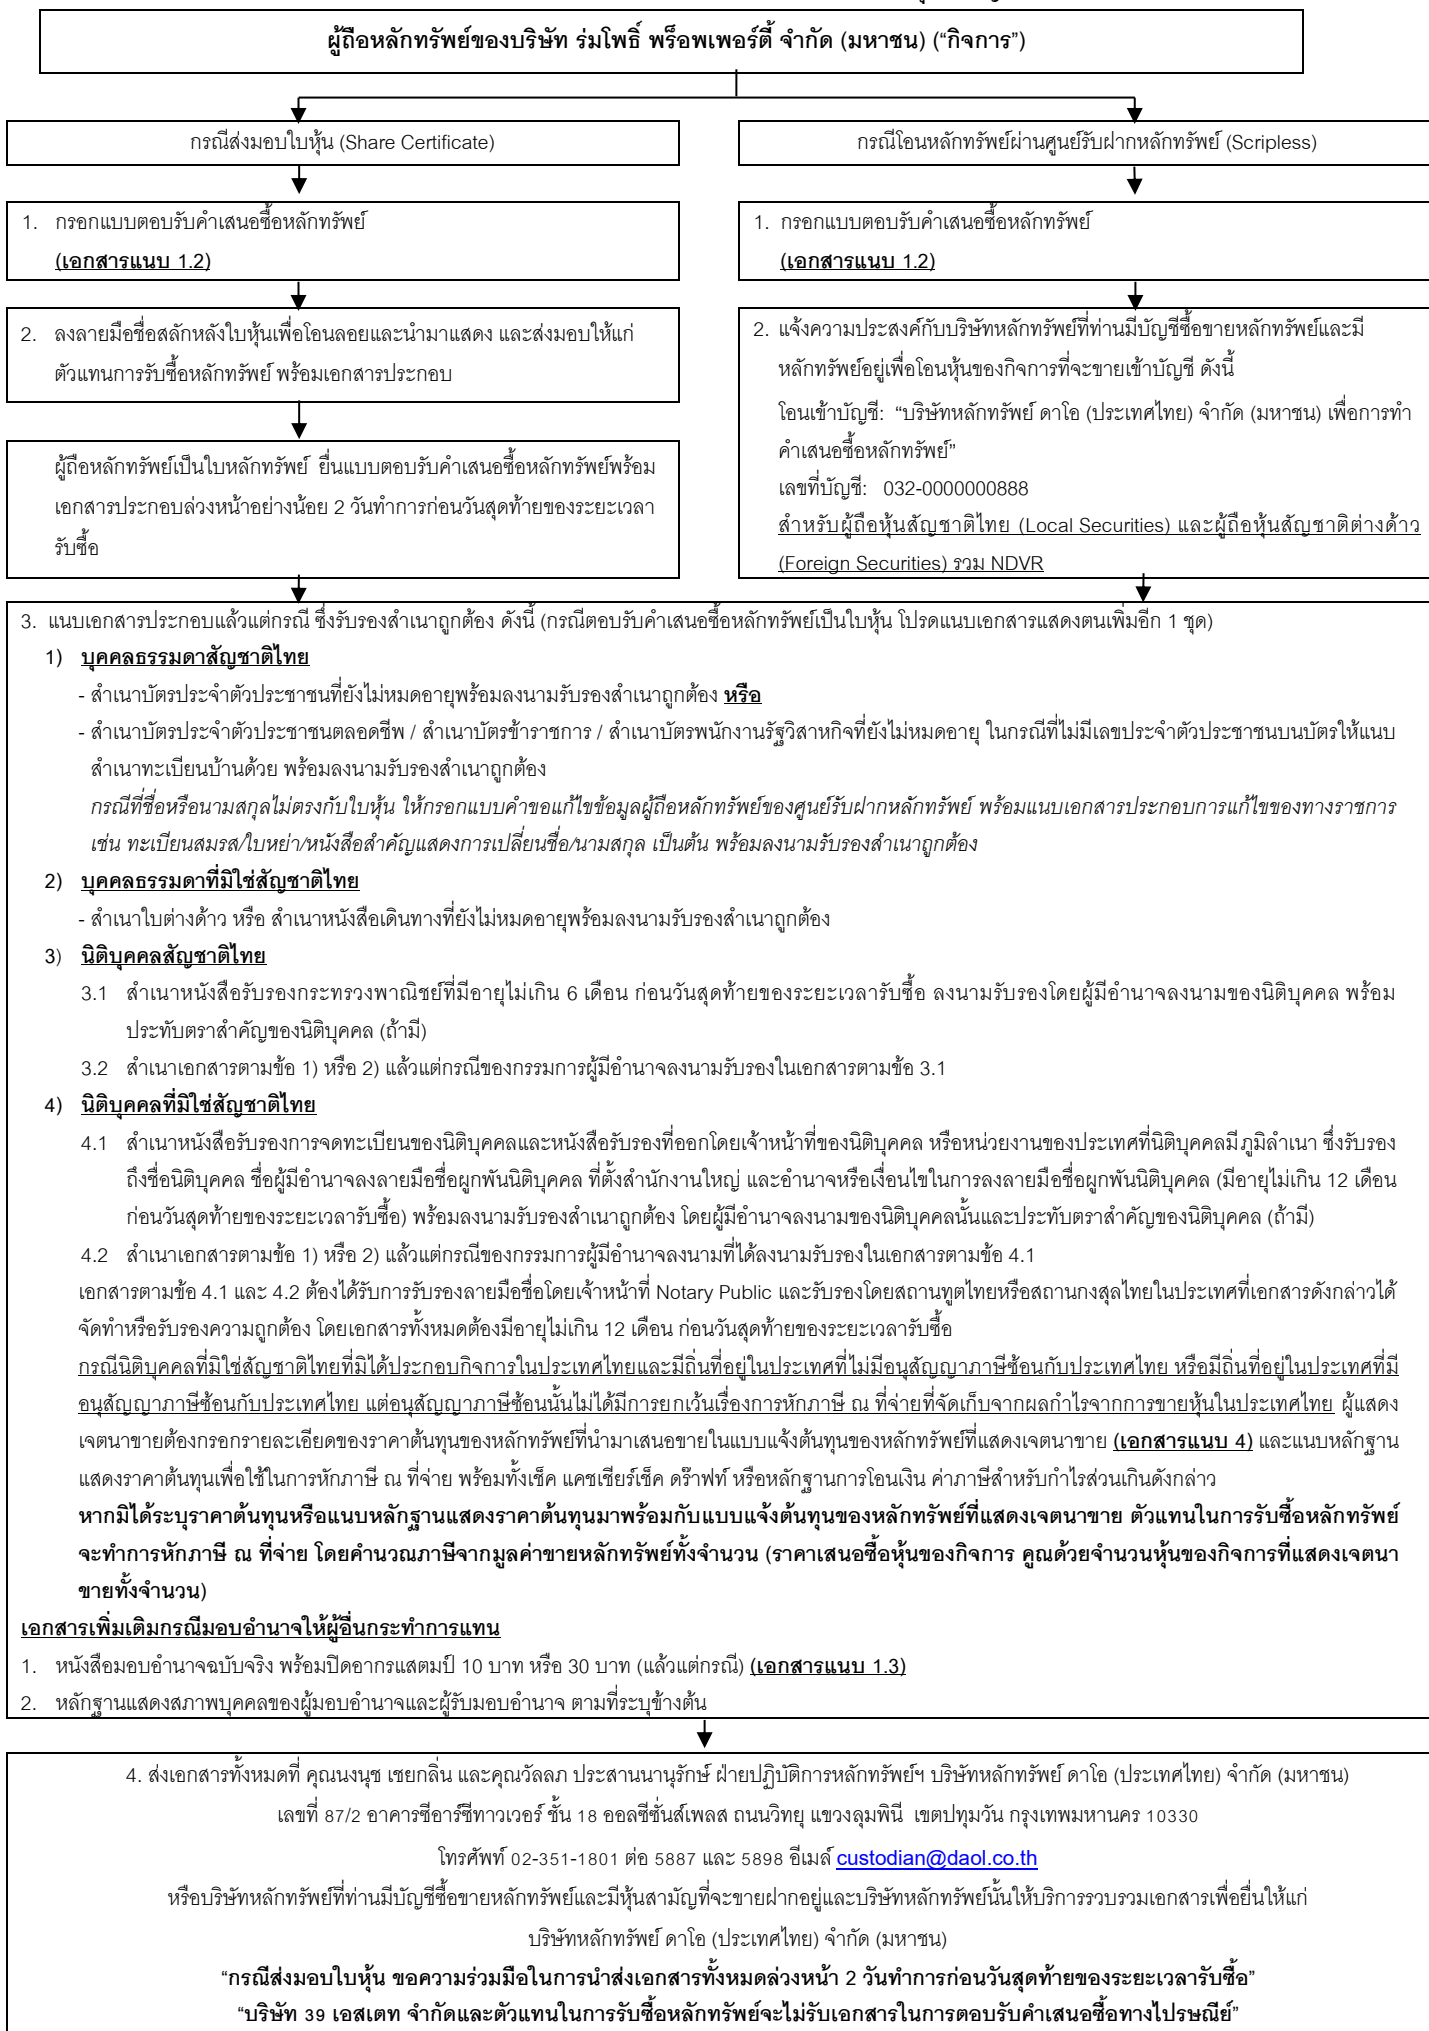 ผู้ถือหลักทรัพย์ของบริษัท ร่มโพธิ์ พร็อพเพอร์ตี้ จำกัด (มหาชน) (“กิจการ”)
กรณีส่งมอบใบหุ้น (Share Certificate)
1. กรอกแบบตอบรับคำเสนอซื้อหลักทรัพย์
(เอกสารแนบ 1.2)
2. ลงลายมือชื่อสลักหลังใบหุ้นเพื่อโอนลอยและนำมาแสดง และส่งมอบให้แก่
ตัวแทนการรับซื้อหลักทรัพย์ พร้อมเอกสารประกอบ
ผู้ถือหลักทรัพย์เป็นใบหลักทรัพย์ ยื่นแบบตอบรับคำเสนอซื้อหลักทรัพย์พร้อม
เอกสารประกอบล่วงหน้าอย่างน้อย 2 วันทำการก่อนวันสุดท้ายของระยะเวลา
รับซื้อ
กรณีโอนหลักทรัพย์ผ่านศูนย์รับฝากหลักทรัพย์ (Scripless)
1. กรอกแบบตอบรับคำเสนอซื้อหลักทรัพย์
(เอกสารแนบ 1.2)
2. แจ้งความประสงค์กับบริษัทหลักทรัพย์ที่ท่านมีบัญชีซื้อขายหลักทรัพย์และมี
หลักทรัพย์อยู่เพื่อโอนหุ้นของกิจการที่จะขายเข้าบัญชี ดังนี้
โอนเข้าบัญชี: “บริษัทหลักทรัพย์ ดาโอ (ประเทศไทย) จำกัด (มหาชน) เพื่อการทำ
คำเสนอซื้อหลักทรัพย์”
เลขที่บัญชี: 032-0000000888
สำหรับผู้ถือหุ้นสัญชาติไทย (Local Securities) และผู้ถือหุ้นสัญชาติต่างด้าว
(Foreign Securities) รวม NDVR
3. แนบเอกสารประกอบแล้วแต่กรณี ซึ่งรับรองสำเนาถูกต้อง ดังนี้ (กรณีตอบรับคำเสนอซื้อหลักทรัพย์เป็นใบหุ้น โปรดแนบเอกสารแสดงตนเพิ่มอีก 1 ชุด)
1) บุคคลธรรมดาสัญชาติไทย
- สำเนาบัตรประจำตัวประชาชนที่ยังไม่หมดอายุพร้อมลงนามรับรองสำเนาถูกต้อง หรือ
- สำเนาบัตรประจำตัวประชาชนตลอดชีพ / สำเนาบัตรข้าราชการ / สำเนาบัตรพนักงานรัฐวิสาหกิจที่ยังไม่หมดอายุ ในกรณีที่ไม่มีเลขประจำตัวประชาชนบนบัตรให้แนบ
สำเนาทะเบียนบ้านด้วย พร้อมลงนามรับรองสำเนาถูกต้อง
กรณีที่ชื่อหรือนามสกุลไม่ตรงกับใบหุ้น ให้กรอกแบบคำขอแก้ไขข้อมูลผู้ถือหลักทรัพย์ของศูนย์รับฝากหลักทรัพย์ พร้อมแนบเอกสารประกอบการแก้ไขของทางราชการ
เช่น ทะเบียนสมรส/ใบหย่า/หนังสือสำคัญแสดงการเปลี่ยนชื่อ/นามสกุล เป็นต้น พร้อมลงนามรับรองสำเนาถูกต้อง
2) บุคคลธรรมดาที่มิใช่สัญชาติไทย
- สำเนาใบต่างด้าว หรือ สำเนาหนังสือเดินทางที่ยังไม่หมดอายุพร้อมลงนามรับรองสำเนาถูกต้อง
3) นิติบุคคลสัญชาติไทย
3.1 สำเนาหนังสือรับรองกระทรวงพาณิชย์ที่มีอายุไม่เกิน 6 เดือน ก่อนวันสุดท้ายของระยะเวลารับซื้อ ลงนามรับรองโดยผู้มีอำนาจลงนามของนิติบุคคล พร้อม
ประทับตราสำคัญของนิติบุคคล (ถ้ามี)
3.2 สำเนาเอกสารตามข้อ 1) หรือ 2) แล้วแต่กรณีของกรรมการผู้มีอำนาจลงนามรับรองในเอกสารตามข้อ 3.1
4) นิติบุคคลที่มิใช่สัญชาติไทย
4.1 สำเนาหนังสือรับรองการจดทะเบียนของนิติบุคคลและหนังสือรับรองที่ออกโดยเจ้าหน้าที่ของนิติบุคคล หรือหน่วยงานของประเทศที่นิติบุคคลมีภูมิลำเนา ซึ่งรับรอง
ถึงชื่อนิติบุคคล ชื่อผู้มีอำนาจลงลายมือชื่อผูกพันนิติบุคคล ที่ตั้งสำนักงานใหญ่ และอำนาจหรือเงื่อนไขในการลงลายมือชื่อผูกพันนิติบุคคล (มีอายุไม่เกิน 12 เดือน
ก่อนวันสุดท้ายของระยะเวลารับซื้อ) พร้อมลงนามรับรองสำเนาถูกต้อง โดยผู้มีอำนาจลงนามของนิติบุคคลนั้นและประทับตราสำคัญของนิติบุคคล (ถ้ามี)
4.2 สำเนาเอกสารตามข้อ 1) หรือ 2) แล้วแต่กรณีของกรรมการผู้มีอำนาจลงนามที่ได้ลงนามรับรองในเอกสารตามข้อ 4.1
เอกสารตามข้อ 4.1 และ 4.2 ต้องได้รับการรับรองลายมือชื่อโดยเจ้าหน้าที่ Notary Public และรับรองโดยสถานทูตไทยหรือสถานกงสุลไทยในประเทศที่เอกสารดังกล่าวได้
จัดทำหรือรับรองความถูกต้อง โดยเอกสารทั้งหมดต้องมีอายุไม่เกิน 12 เดือน ก่อนวันสุดท้ายของระยะเวลารับซื้อ
กรณีนิติบุคคลที่มิใช่สัญชาติไทยที่มิได้ประกอบกิจการในประเทศไทยและมีถิ่นที่อยู่ในประเทศที่ไม่มีอนุสัญญาภาษีซ้อนกับประเทศไทย หรือมีถิ่นที่อยู่ในประเทศที่มี
อนุสัญญาภาษีซ้อนกับประเทศไทย แต่อนุสัญญาภาษีซ้อนนั้นไม่ได้มีการยกเว้นเรื่องการหักภาษี ณ ที่จ่ายที่จัดเก็บจากผลกำไรจากการขายหุ้นในประเทศไทย ผู้แสดง
เจตนาขายต้องกรอกรายละเอียดของราคาต้นทุนของหลักทรัพย์ที่นำมาเสนอขายในแบบแจ้งต้นทุนของหลักทรัพย์ที่แสดงเจตนาขาย (เอกสารแนบ 4) และแนบหลักฐาน
แสดงราคาต้นทุนเพื่อใช้ในการหักภาษี ณ ที่จ่าย พร้อมทั้งเช็ค แคชเชียร์เช็ค ดร๊าฟท์ หรือหลักฐานการโอนเงิน ค่าภาษีสำหรับกำไรส่วนเกินดังกล่าว
หากมิได้ระบุราคาต้นทุนหรือแนบหลักฐานแสดงราคาต้นทุนมาพร้อมกับแบบแจ้งต้นทุนของหลักทรัพย์ที่แสดงเจตนาขาย ตัวแทนในการรับซื้อหลักทรัพย์
จะทำการหักภาษี ณ ที่จ่าย โดยคำนวณภาษีจากมูลค่าขายหลักทรัพย์ทั้งจำนวน (ราคาเสนอซื้อหุ้นของกิจการ คูณด้วยจำนวนหุ้นของกิจการที่แสดงเจตนา
ขายทั้งจำนวน)
เอกสารเพิ่มเติมกรณีมอบอำนาจให้ผู้อื่นกระทำการแทน
1. หนังสือมอบอำนาจฉบับจริง พร้อมปิดอากรแสตมป์ 10 บาท หรือ 30 บาท (แล้วแต่กรณี) (เอกสารแนบ 1.3)
2. หลักฐานแสดงสภาพบุคคลของผู้มอบอำนาจและผู้รับมอบอำนาจ ตามที่ระบุข้างต้น
4. ส่งเอกสารทั้งหมดที่ คุณนงนุช เชยกลิ่น และคุณวัลลภ ประสานนานุรักษ์ ฝ่ายปฏิบัติการหลักทรัพย์ฯ บริษัทหลักทรัพย์ ดาโอ (ประเทศไทย) จำกัด (มหาชน)
เลขที่ 87/2 อาคารซีอาร์ซีทาวเวอร์ ชั้น 18 ออลซีซั่นส์เพลส ถนนวิทยุ แขวงลุมพินี เขตปทุมวัน กรุงเทพมหานคร 10330
โทรศัพท์ 02-351-1801 ต่อ 5887 และ 5898 อีเมล์ custodian@daol.co.th
หรือบริษัทหลักทรัพย์ที่ท่านมีบัญชีซื้อขายหลักทรัพย์และมีหุ้นสามัญที่จะขายฝากอยู่และบริษัทหลักทรัพย์นั้นให้บริการรวบรวมเอกสารเพื่อยื่นให้แก่
บริษัทหลักทรัพย์ ดาโอ (ประเทศไทย) จำกัด (มหาชน)
“กรณีส่งมอบใบหุ้น ขอความร่วมมือในการนำส่งเอกสารทั้งหมดล่วงหน้า 2 วันทำการก่อนวันสุดท้ายของระยะเวลารับซื้อ”
“บริษัท 39 เอสเตท จำกัดและตัวแทนในการรับซื้อหลักทรัพย์จะไม่รับเอกสารในการตอบรับคำเสนอซื้อทางไปรษณีย์”